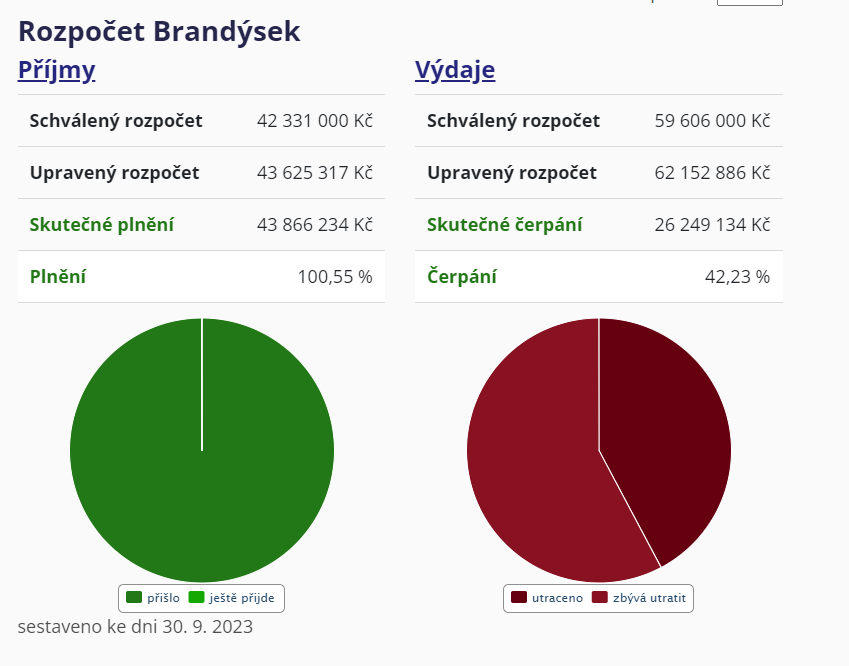 Rozpočet Brandýsek
Příjmy
Schválený rozpočet 42 331 000 Kč
Upravený rozpočet 43 625 317 Kč
Skutečné plnění 43 866 234 Kč
Plnění 100,55 %
přišlo ještě přijde
Výdaje
Schválený rozpočet 59 606 000 Kč
Upravený rozpočet 62 152 886 Kč
Skutečné čerpání 26 249 134 Kč
Čerpání 42,23 %
utraceno zbývá utratit
sestaveno ke dni 30. 9. 2023